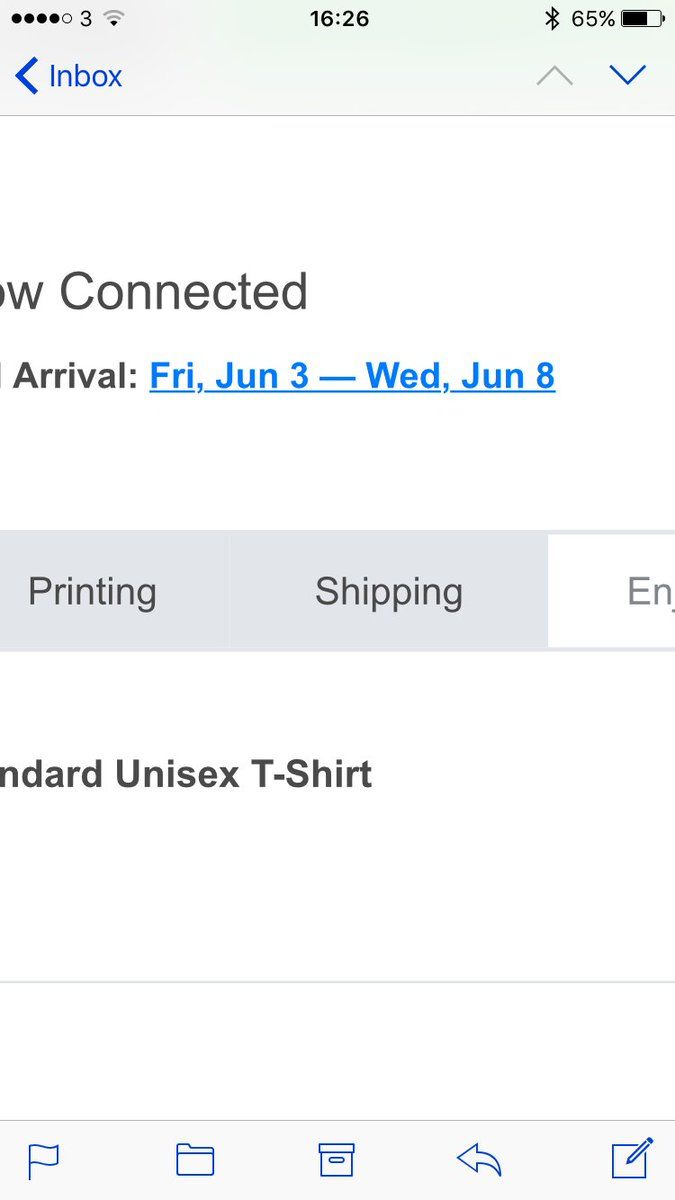 3 16:26 65%
Inbox
ow Connected
Arrival: Fri, Jun 3 — Wed, Jun 8
Printing Shipping En
ndard Unisex T-Shirt